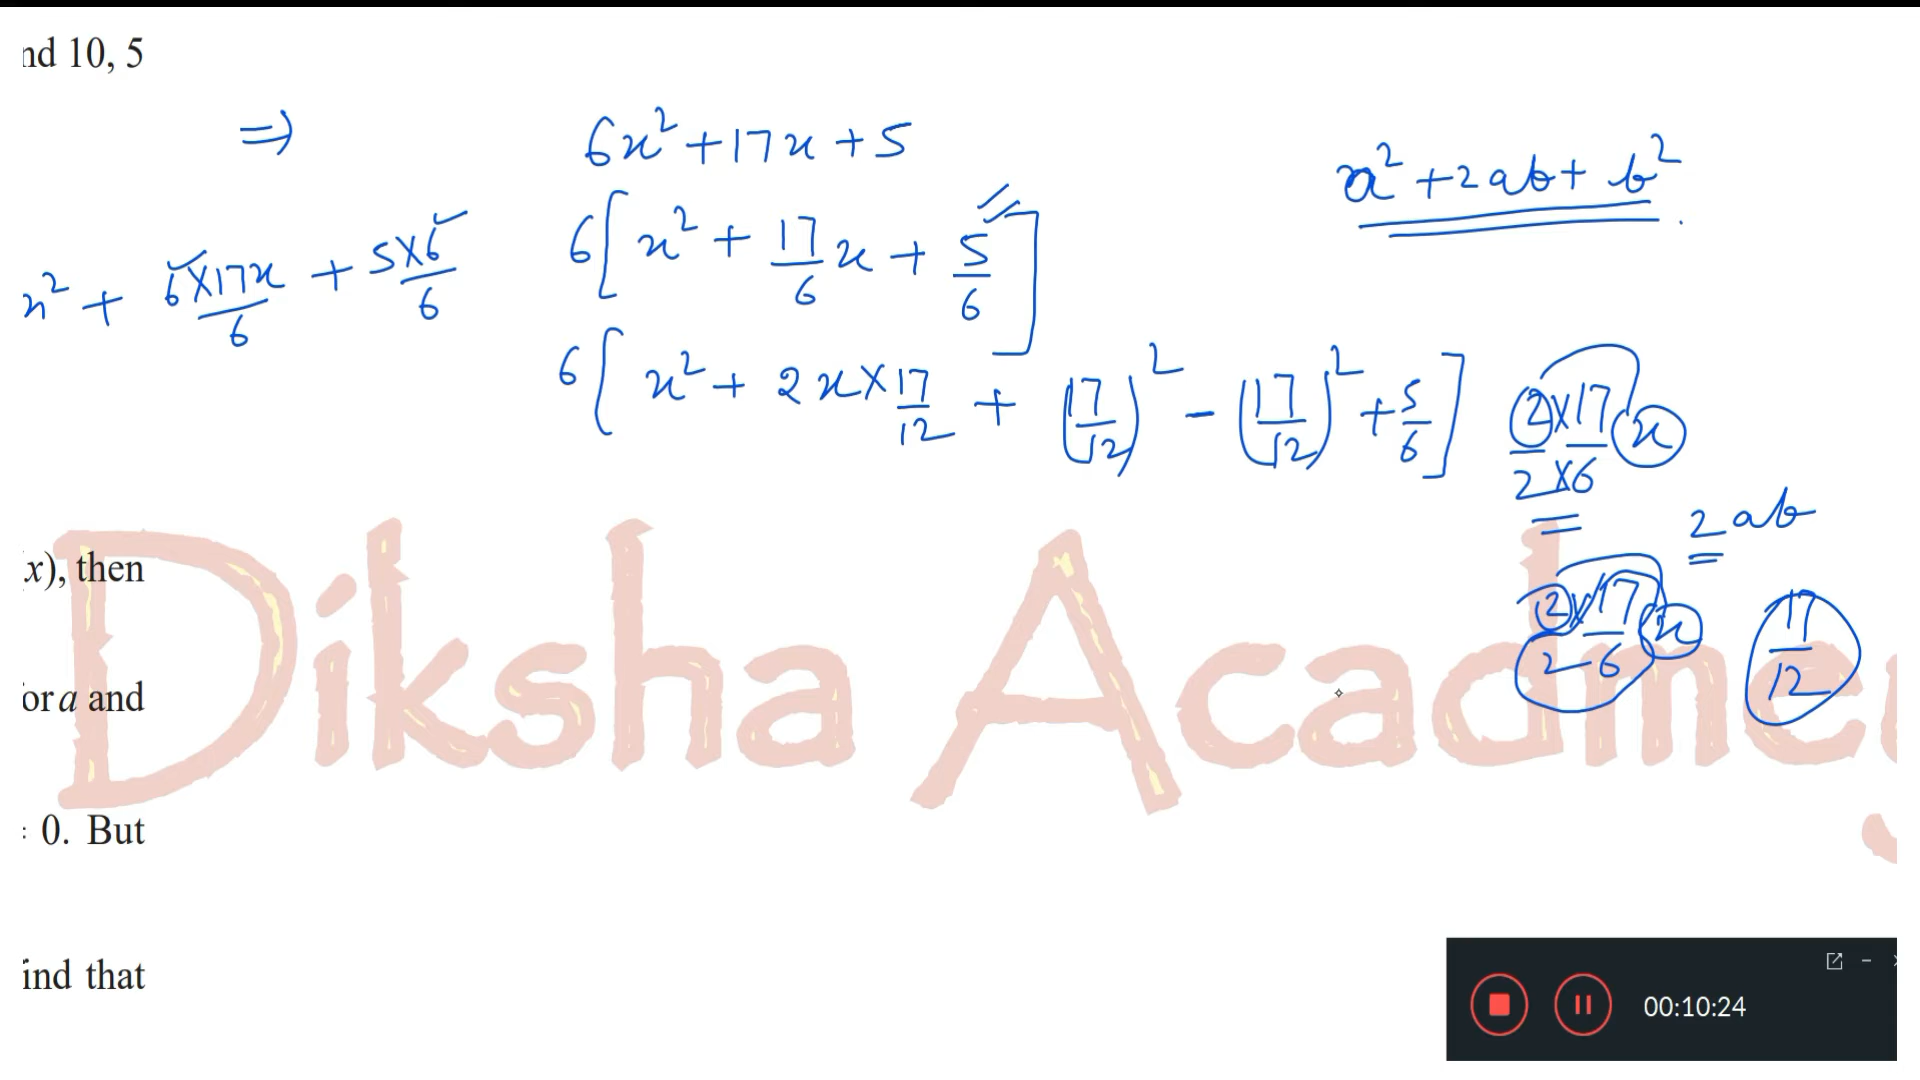 nd 10, 5
⇒ 6x² + 17x + 5
a² + 2ab + b²
x² + 6×17x/6 + 5×6/6
6[x² + 17/6 x + 5/6]
6[x² + 2x × 17/12 + (17/12)² - (17/12)² + 5/6]
2×17/2×6 x
=
2ab
x), then
2×17/2-6 x
17/12
or a and
Diksha Academy
= 0. But
ind that
00:10:24